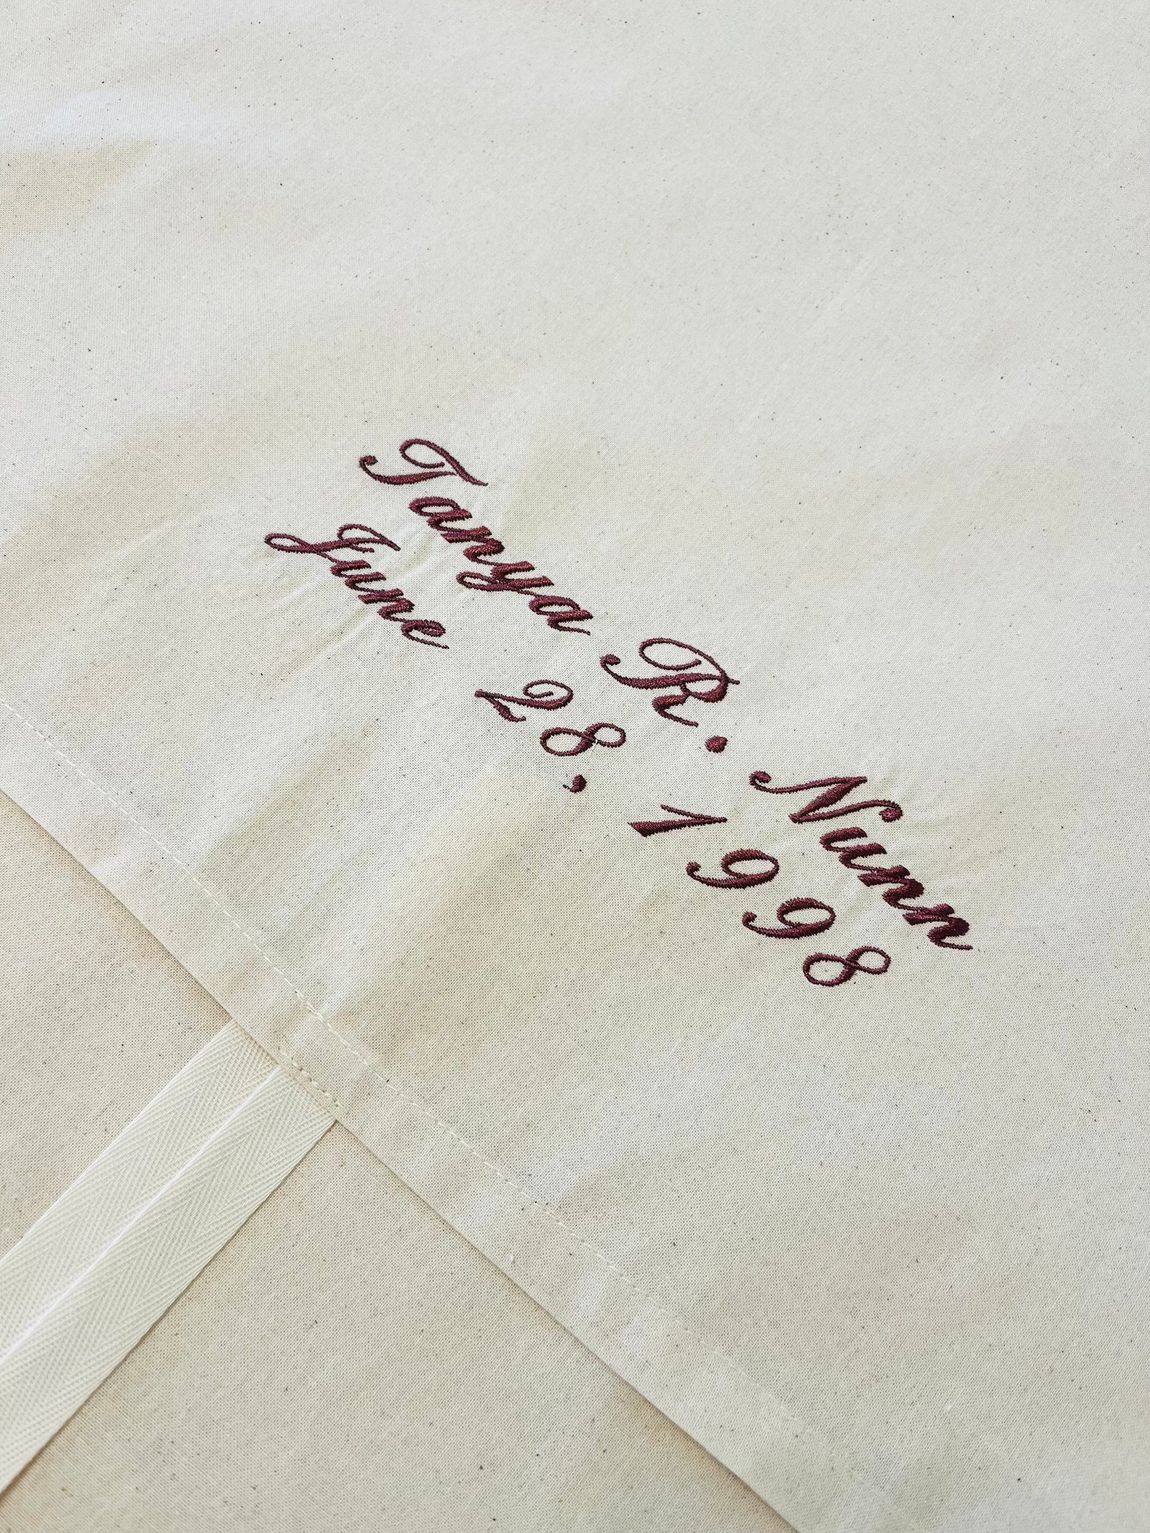 Tanya R. Nunn
June 28, 1998